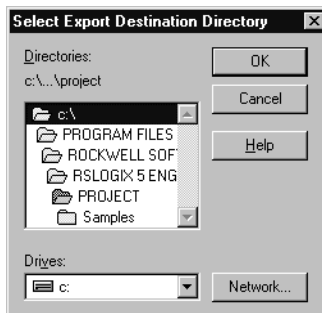 Select Export Destination Directory
Directories:
c:\...\project
c:\
PROGRAM FILES
ROCKWELL SOF
RSLOGIX 5 ENG
PROJECT
Samples
Drives:
c:
OK
Cancel
Help
Network...